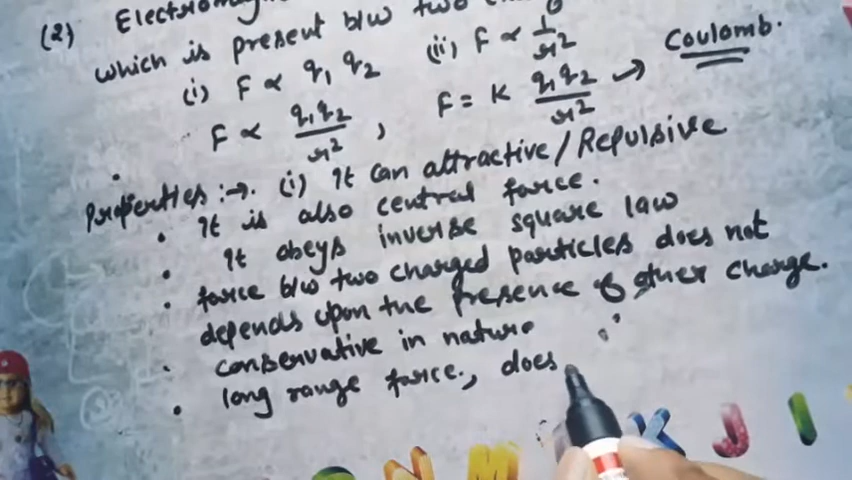 (2) Electromagne
which is present b/w two
(i) F ∝ q₁ q₂ (ii) F ∝ 1/r²
F ∝ q₁q₂/r² , F = K q₁q₂/r² → Coulomb.
Properties :→. (i) It can attractive/Repulsive
• It is also central force.
• It obeys inverse square law
• force b/w two charged particles does not
depends upon the presence of other charge.
• conservative in nature
• long range force., does
N M K J I